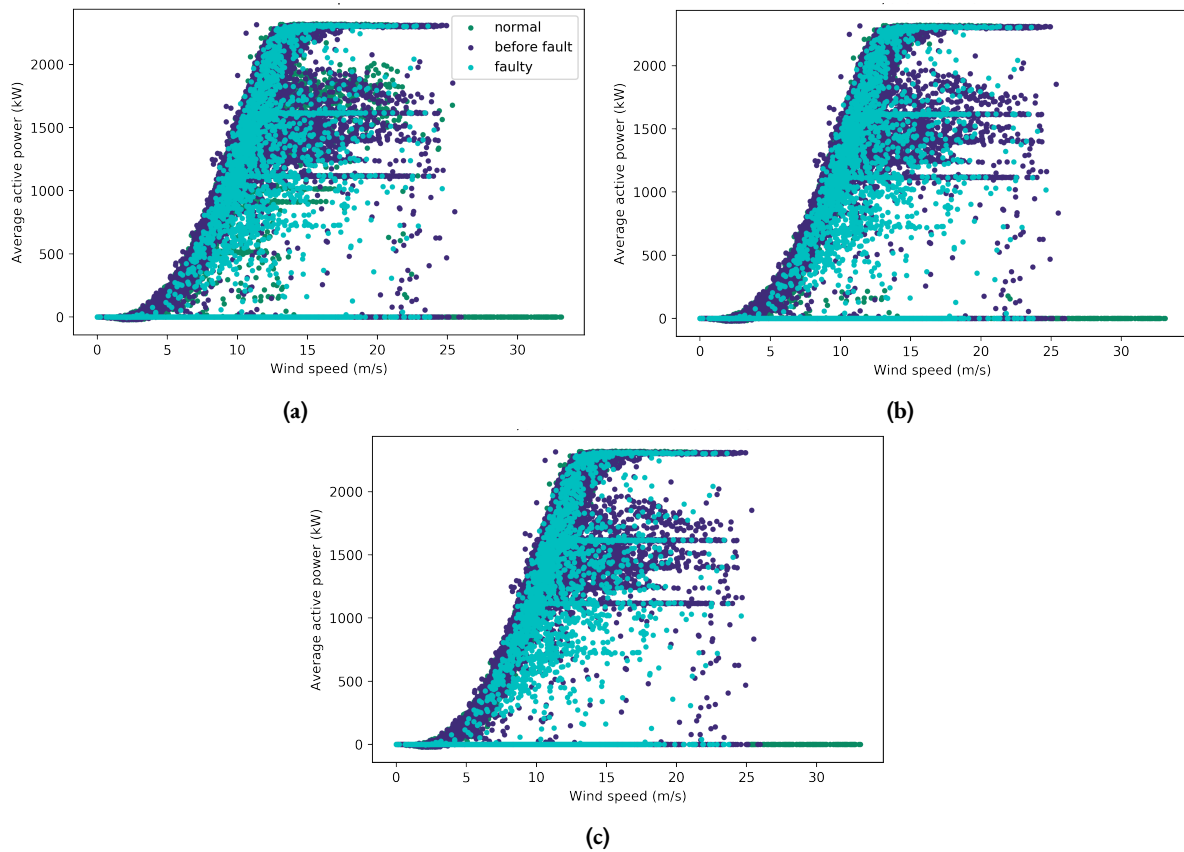 normal
before fault
faulty
Average active power (kW)
2000
1500
1000
500
0
0 5 10 15 20 25 30
Wind speed (m/s)
(a)
Average active power (kW)
2000
1500
1000
500
0
0 5 10 15 20 25 30
Wind speed (m/s)
(b)
Average active power (kW)
2000
1500
1000
500
0
0 5 10 15 20 25 30
Wind speed (m/s)
(c)